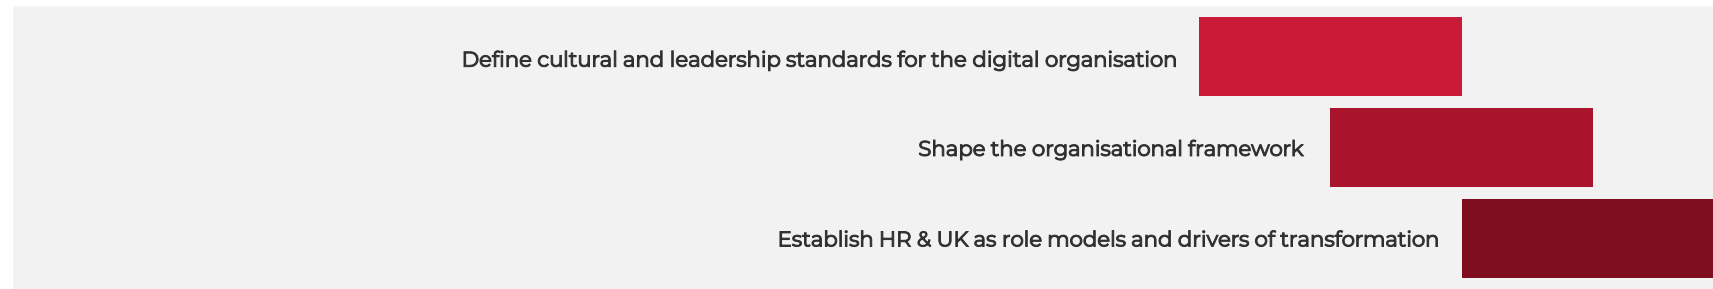 Define cultural and leadership standards for the digital organisation
Shape the organisational framework
Establish HR & UK as role models and drivers of transformation